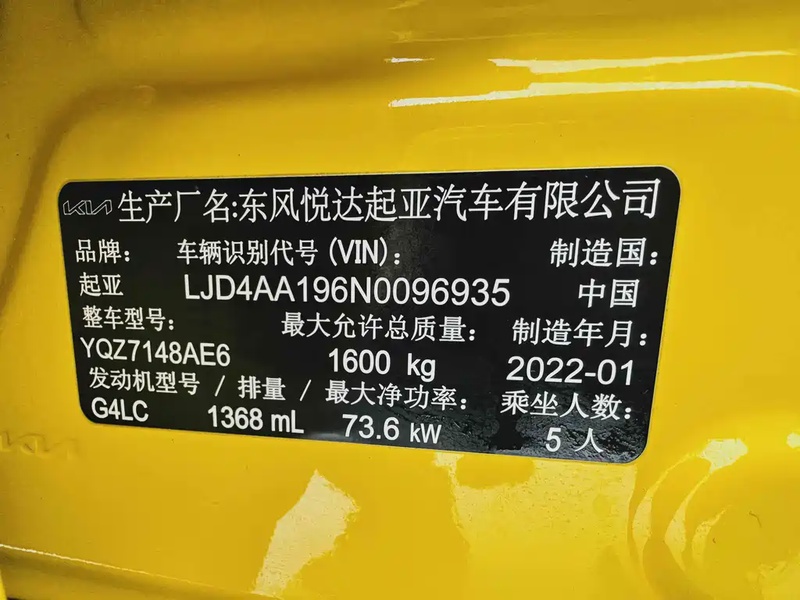 KIA 生产厂名:东风悦达起亚汽车有限公司
品牌: 车辆识别代号(VIN): 制造国:
起亚 LJD4AA196N0096935 中国
整车型号: 最大允许总质量: 制造年月:
YQZ7148AE6 1600 kg 2022-01
发动机型号 / 排量 / 最大净功率: 乘坐人数:
G4LC 1368 mL 73.6 kW 5 人